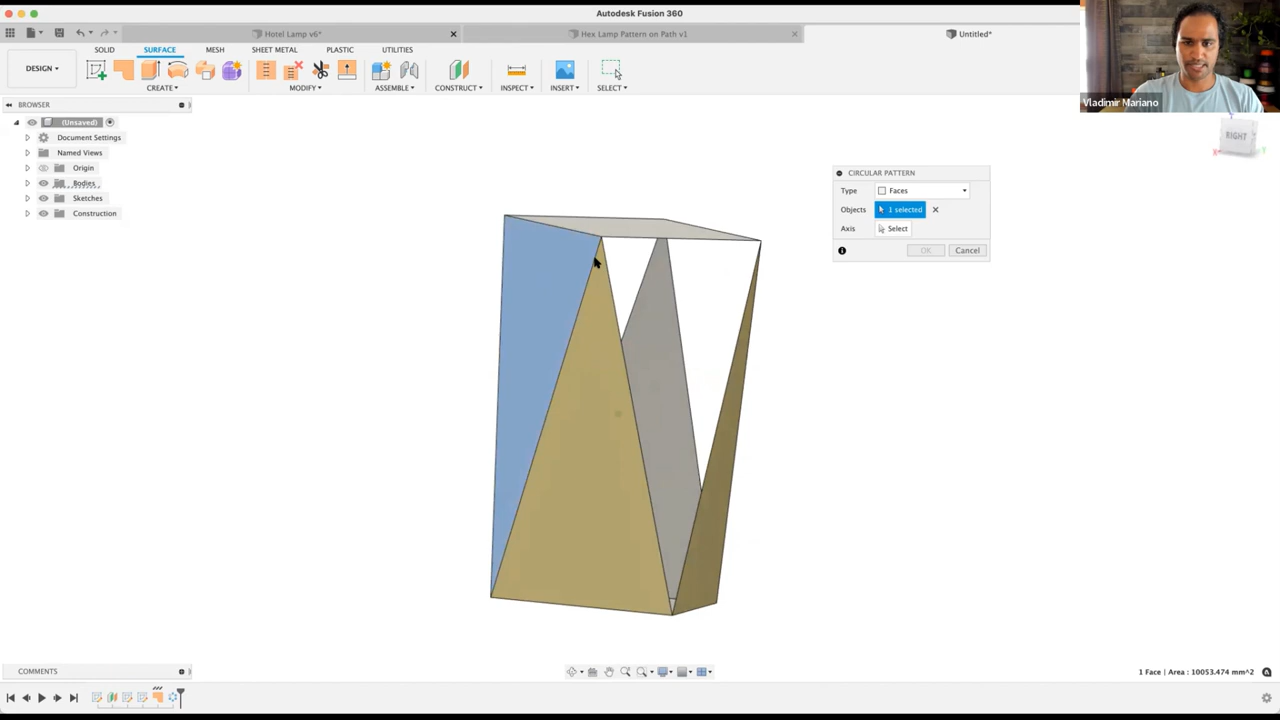 Autodesk Fusion 360
Hotel Lamp v6*
Hex Lamp Pattern on Path v1
Untitled*
DESIGN
SOLID
SURFACE
MESH
SHEET METAL
PLASTIC
UTILITIES
CREATE
MODIFY
ASSEMBLE
CONSTRUCT
INSPECT
INSERT
SELECT
Vladimir Mariano
BROWSER
(Unsaved)
Document Settings
Named Views
Origin
Bodies
Sketches
Construction
RIGHT
X
Y
Z
CIRCULAR PATTERN
Type Faces
Objects 1 selected
Axis Select
OK Cancel
COMMENTS
1 Face | Area : 10053.474 mm^2